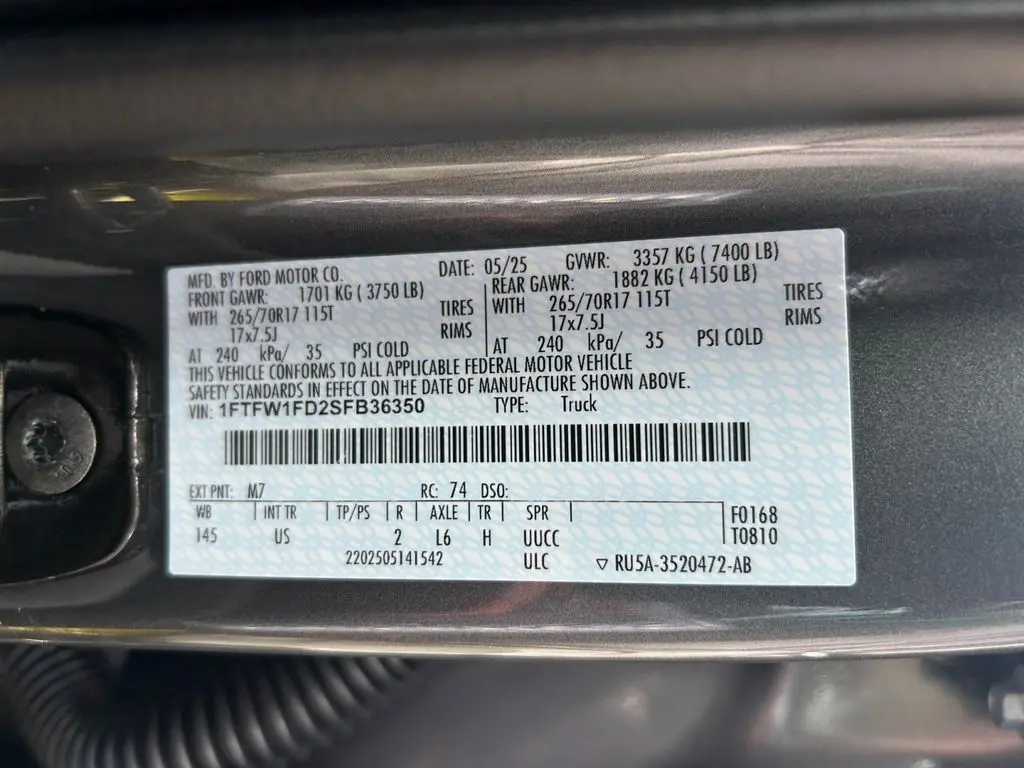 MFD. BY FORD MOTOR CO. DATE: 05/25 GVWR: 3357 KG ( 7400 LB)
FRONT GAWR: 1701 KG ( 3750 LB) REAR GAWR: 1882 KG ( 4150 LB)
WITH 265/70R17 115T TIRES WITH 265/70R17 115T TIRES
17x7.5J RIMS 17x7.5J RIMS
AT 240 kPa/ 35 PSI COLD AT 240 kPa/ 35 PSI COLD
THIS VEHICLE CONFORMS TO ALL APPLICABLE FEDERAL MOTOR VEHICLE
SAFETY STANDARDS IN EFFECT ON THE DATE OF MANUFACTURE SHOWN ABOVE.
VIN: 1FTFW1FD2SFB36350 TYPE: Truck
EXT PNT: M7 RC: 74 DSO:
WB INT TR TP/PS R AXLE TR SPR F0168
145 US 2 L6 H UUCC T0810
2202505141542 ULC ▽ RU5A-3520472-AB